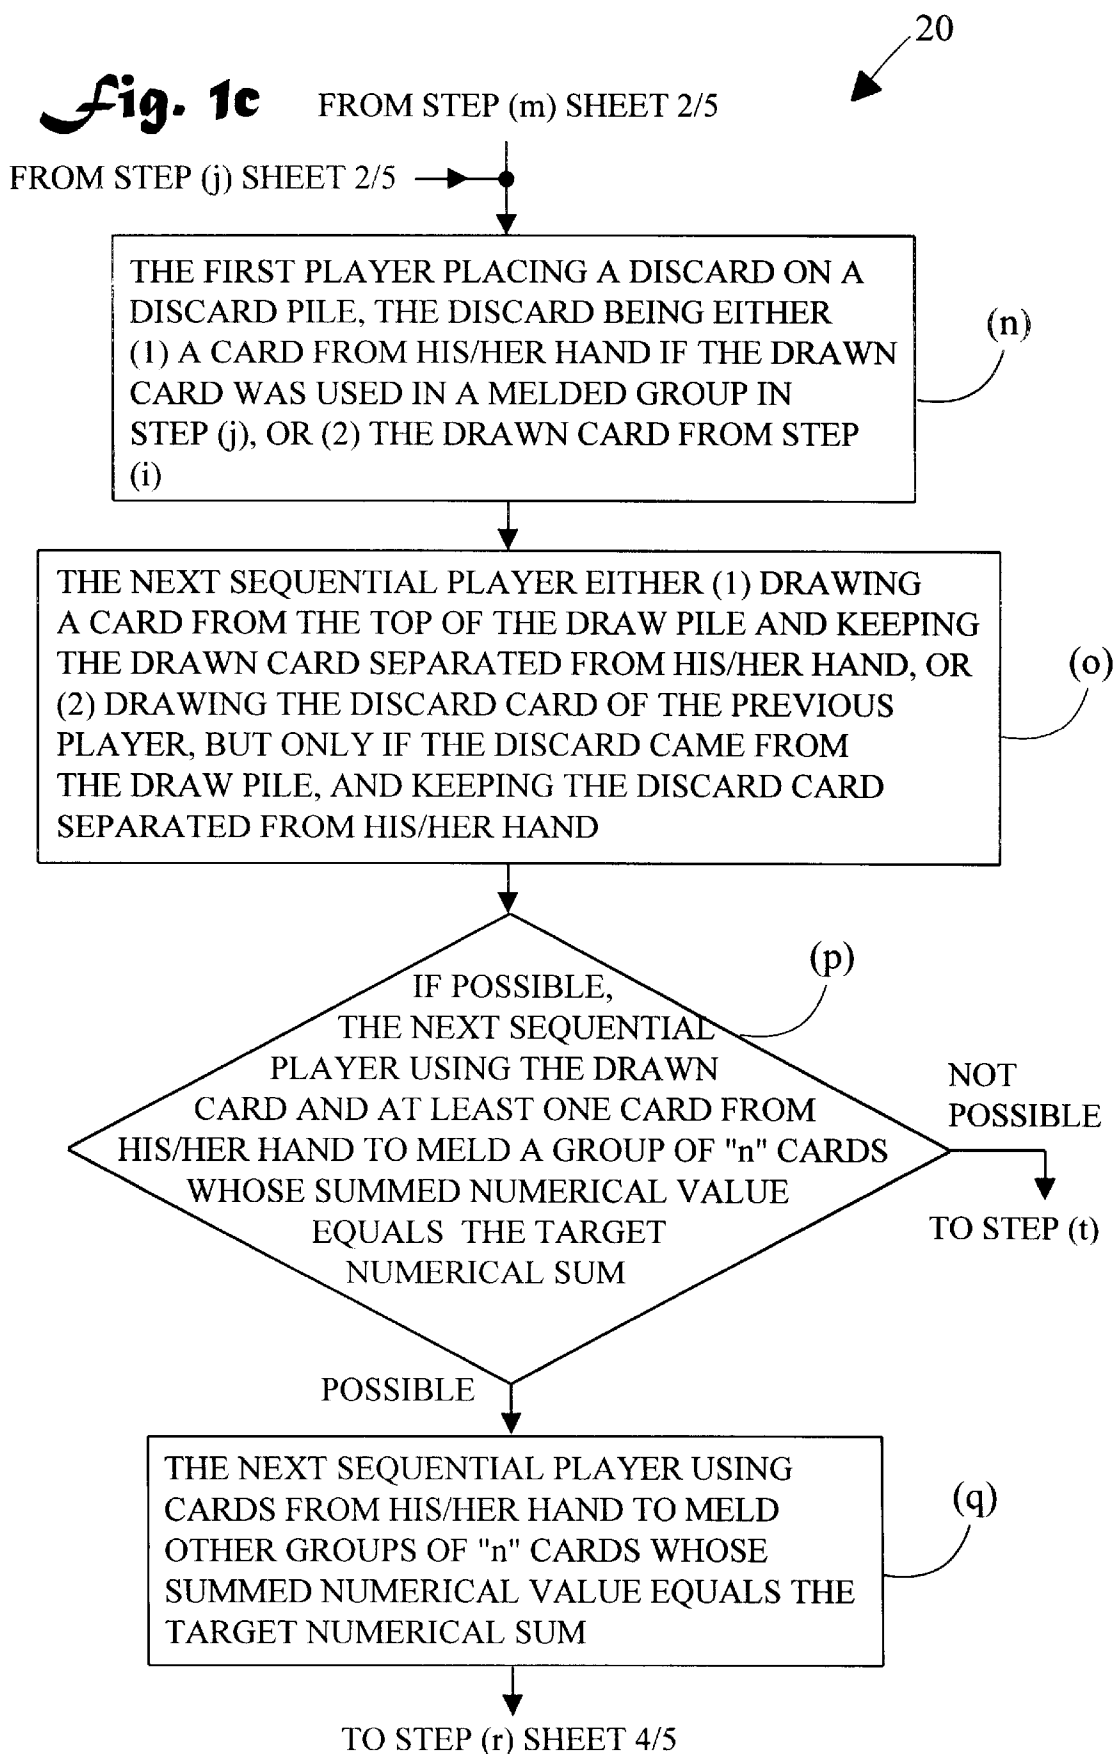 20
Fig. 1c
FROM STEP (m) SHEET 2/5
FROM STEP (j) SHEET 2/5
THE FIRST PLAYER PLACING A DISCARD ON A
DISCARD PILE, THE DISCARD BEING EITHER
(1) A CARD FROM HIS/HER HAND IF THE DRAWN
CARD WAS USED IN A MELDED GROUP IN
STEP (j), OR (2) THE DRAWN CARD FROM STEP
(i)
(n)
THE NEXT SEQUENTIAL PLAYER EITHER (1) DRAWING
A CARD FROM THE TOP OF THE DRAW PILE AND KEEPING
THE DRAWN CARD SEPARATED FROM HIS/HER HAND, OR
(2) DRAWING THE DISCARD CARD OF THE PREVIOUS
PLAYER, BUT ONLY IF THE DISCARD CAME FROM
THE DRAW PILE, AND KEEPING THE DISCARD CARD
SEPARATED FROM HIS/HER HAND
(o)
IF POSSIBLE,
THE NEXT SEQUENTIAL
PLAYER USING THE DRAWN
CARD AND AT LEAST ONE CARD FROM
HIS/HER HAND TO MELD A GROUP OF "n" CARDS
WHOSE SUMMED NUMERICAL VALUE
EQUALS THE TARGET
NUMERICAL SUM
(p)
NOT
POSSIBLE
TO STEP (t)
POSSIBLE
THE NEXT SEQUENTIAL PLAYER USING
CARDS FROM HIS/HER HAND TO MELD
OTHER GROUPS OF "n" CARDS WHOSE
SUMMED NUMERICAL VALUE EQUALS THE
TARGET NUMERICAL SUM
(q)
TO STEP (r) SHEET 4/5